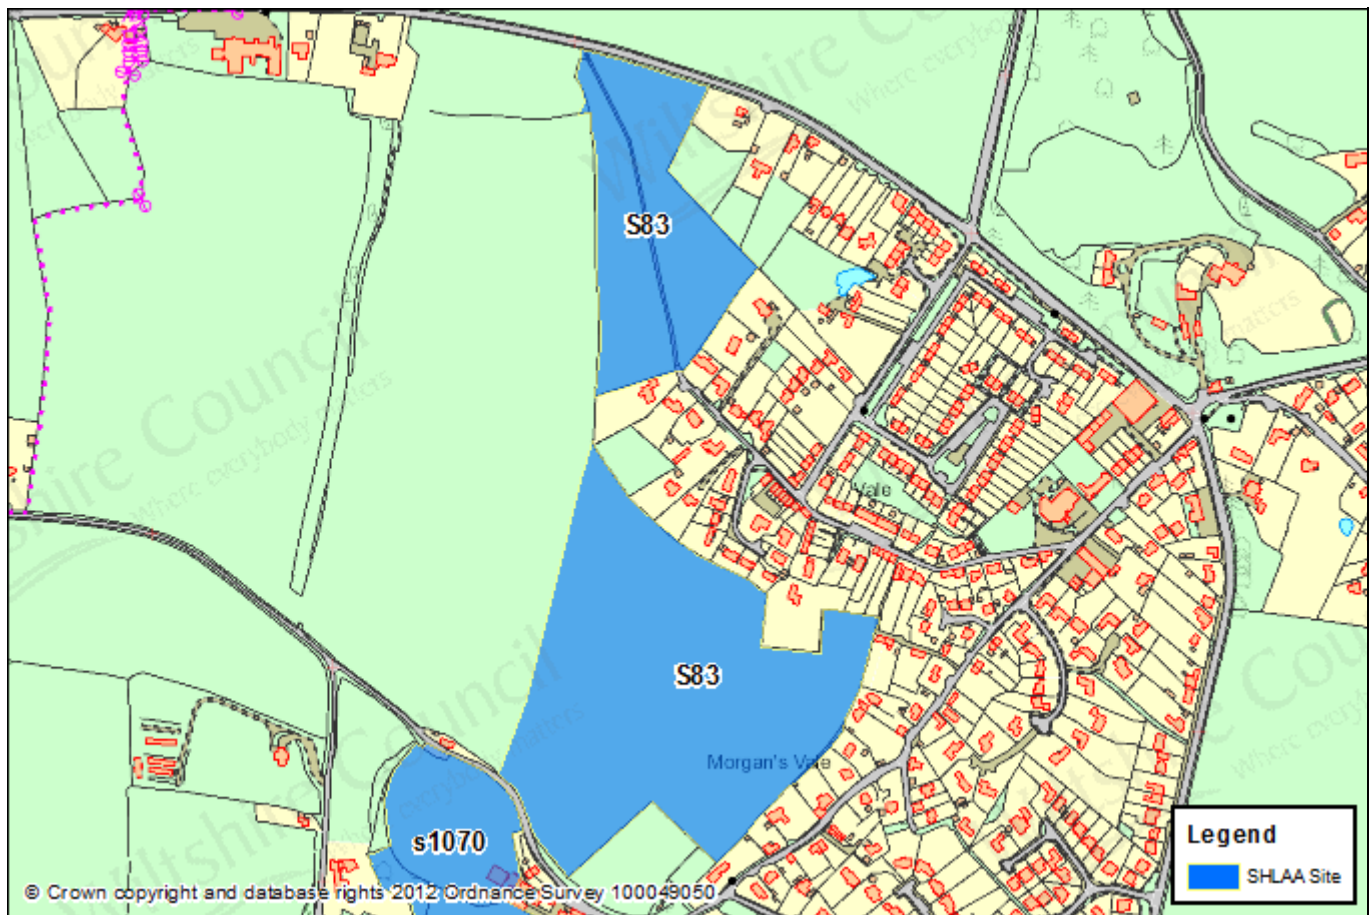 S83
Vale
S83
Morgan's Vale
s1070
Legend
SHLAA Site
© Crown copyright and database rights 2012 Ordnance Survey 100049050
Wiltshire Council
Where everybody matters